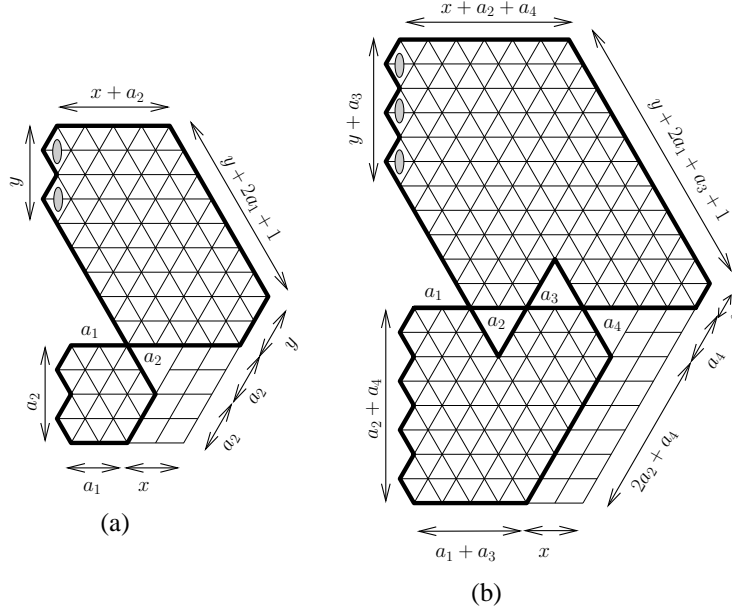 x + a₂
y
y + 2a₁ + 1
a₁
a₂
a₂
y
a₂
a₂
a₁
x
(a)
x + a₂ + a₄
y + a₃
y + 2a₁ + a₃ + 1
a₁
a₂
a₃
a₄
a₄
a₂ + a₄
2a₂ + a₄
a₁ + a₃
x
(b)